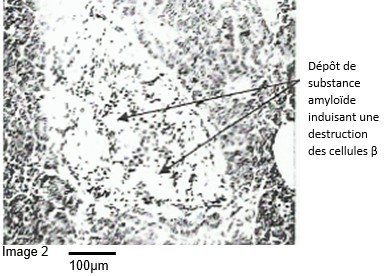 Dépôt de
substance
amyloïde
induisant une
destruction
des cellules β
Image 2
100µm